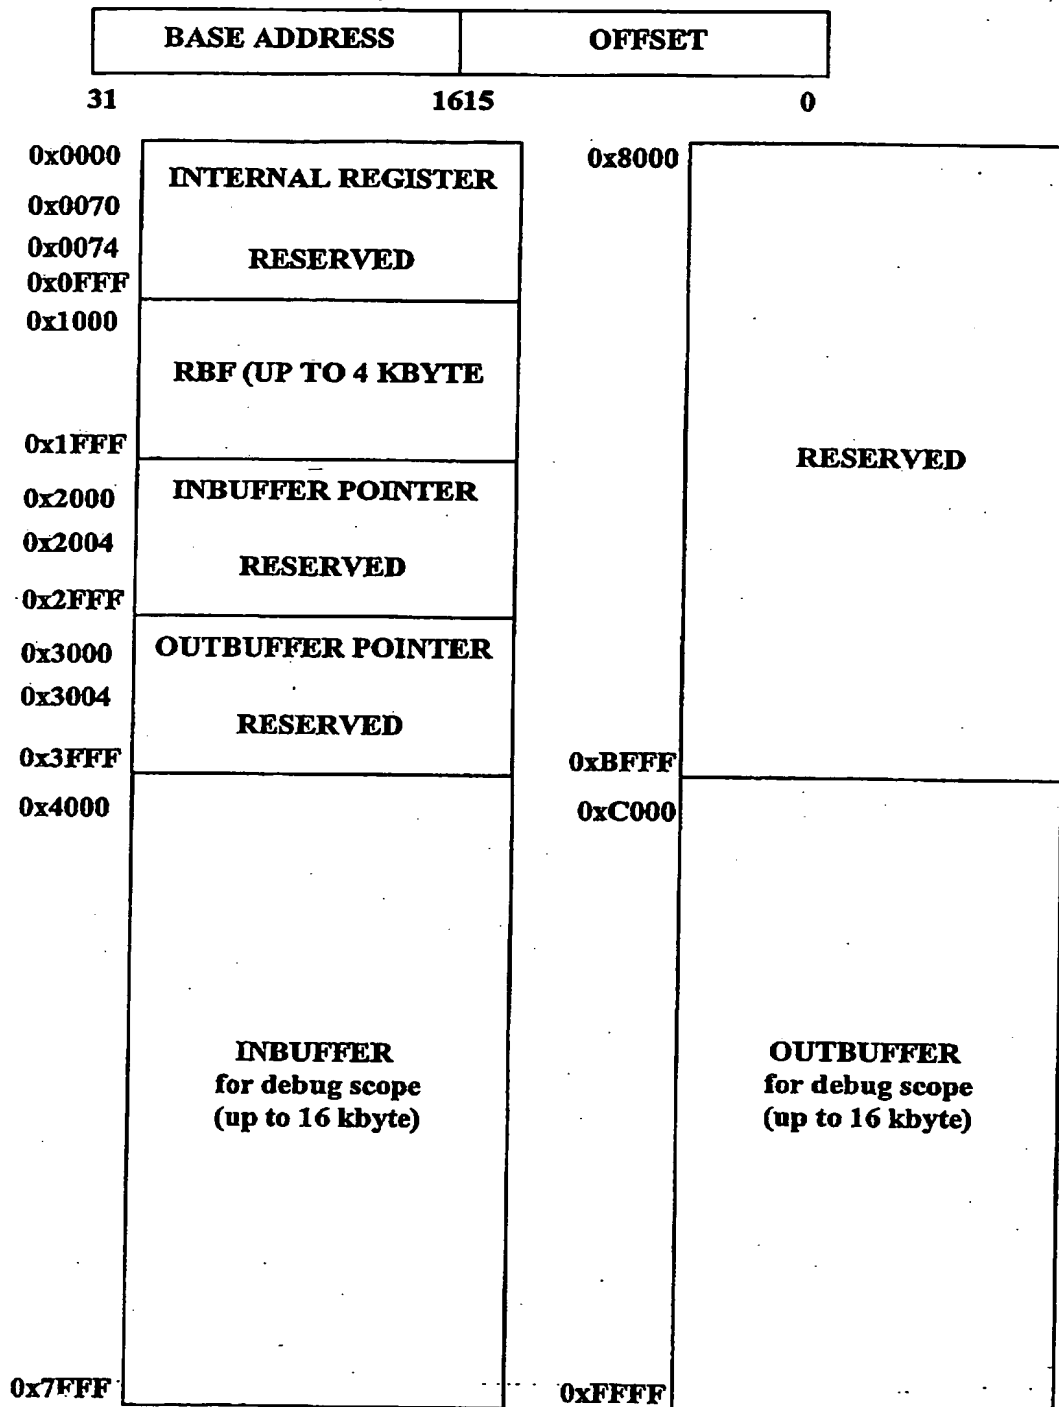 BASE ADDRESS OFFSET
31 1615 0
0x0000
INTERNAL REGISTER
0x0070
0x0074
RESERVED
0x0FFF
0x1000
RBF (UP TO 4 KBYTE
0x1FFF
0x2000
INBUFFER POINTER
0x2004
RESERVED
0x2FFF
0x3000
OUTBUFFER POINTER
0x3004
RESERVED
0x3FFF
0x4000
INBUFFER
for debug scope
(up to 16 kbyte)
0x7FFF
0x8000
RESERVED
0xBFFF
0xC000
OUTBUFFER
for debug scope
(up to 16 kbyte)
0xFFFF